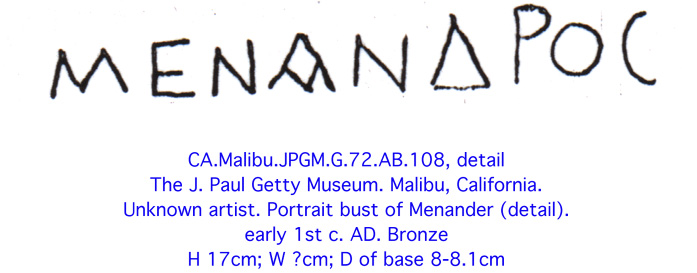 ΜΕΝΑΝΔΡΟϹ
CA.Malibu.JPGM.G.72.AB.108, detail
The J. Paul Getty Museum. Malibu, California.
Unknown artist. Portrait bust of Menander (detail).
early 1st c. AD. Bronze
H 17cm; W ?cm; D of base 8-8.1cm